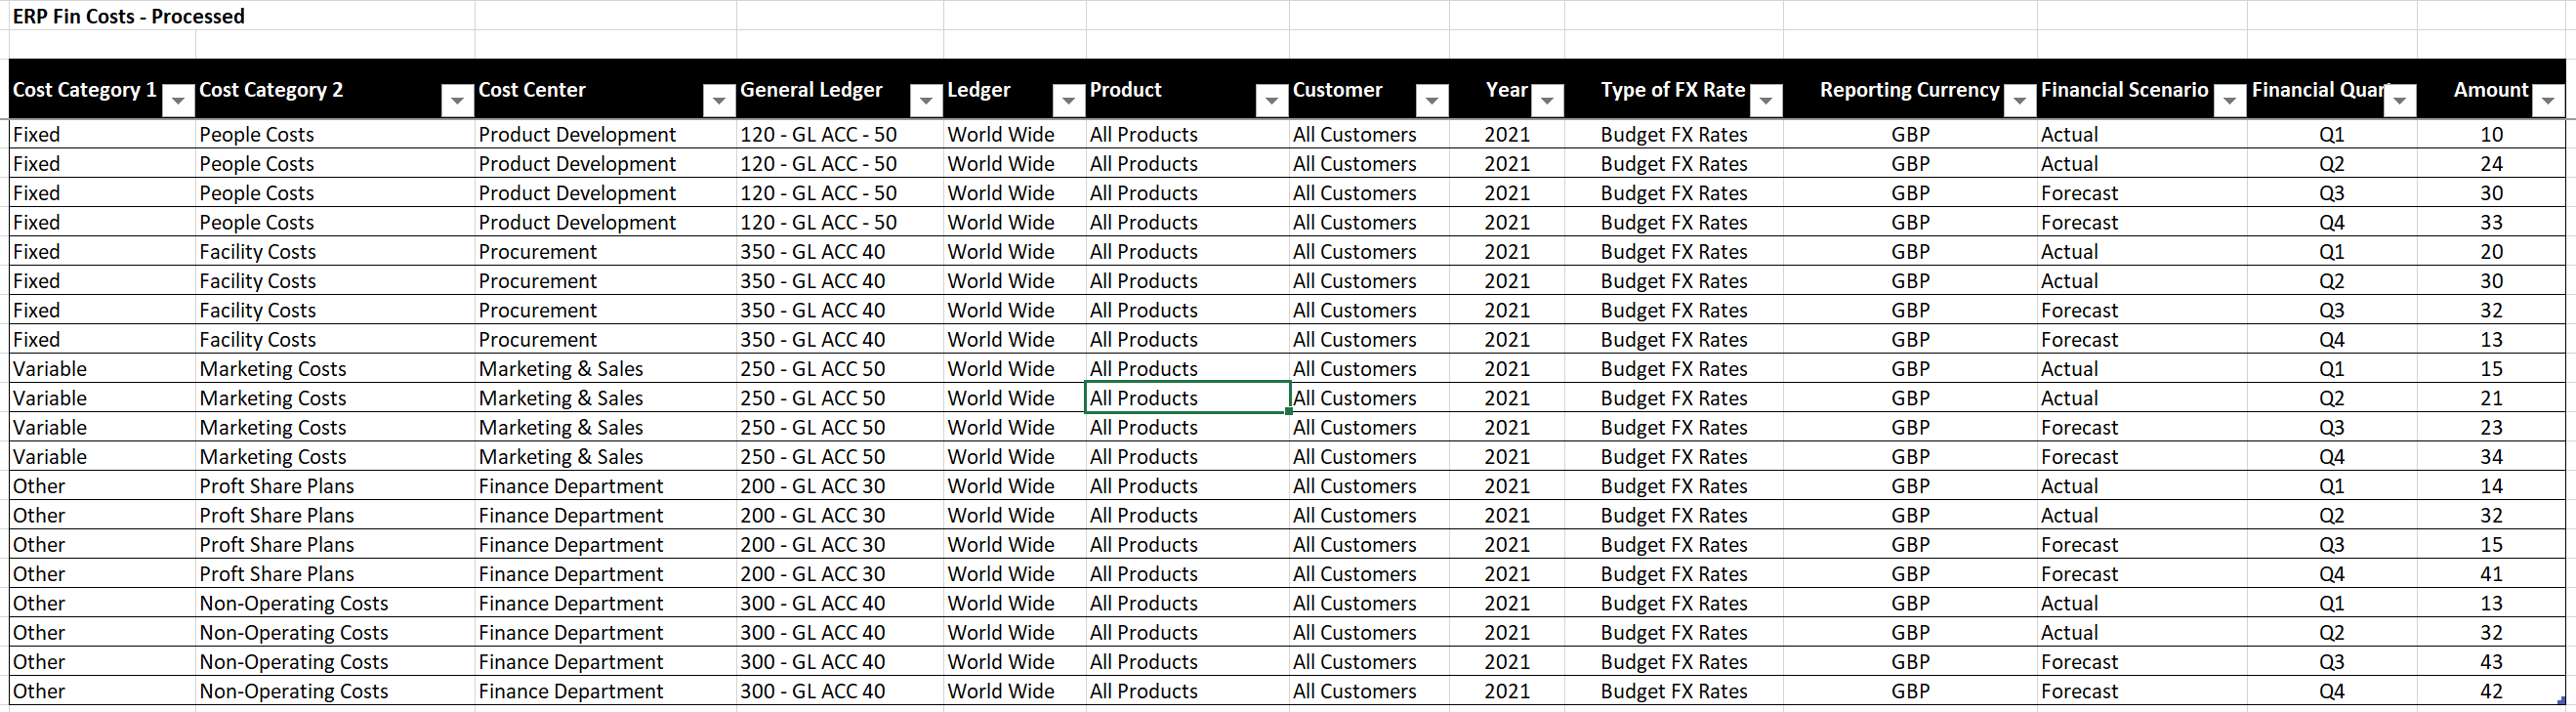 ERP Fin Costs - Processed
Cost Category 1 Cost Category 2 Cost Center General Ledger Ledger Product Customer Year Type of FX Rate Reporting Currency Financial Scenario Financial Quar Amount
Fixed People Costs Product Development 120 - GL ACC - 50 World Wide All Products All Customers 2021 Budget FX Rates GBP Actual Q1 10
Fixed People Costs Product Development 120 - GL ACC - 50 World Wide All Products All Customers 2021 Budget FX Rates GBP Actual Q2 24
Fixed People Costs Product Development 120 - GL ACC - 50 World Wide All Products All Customers 2021 Budget FX Rates GBP Forecast Q3 30
Fixed People Costs Product Development 120 - GL ACC - 50 World Wide All Products All Customers 2021 Budget FX Rates GBP Forecast Q4 33
Fixed Facility Costs Procurement 350 - GL ACC 40 World Wide All Products All Customers 2021 Budget FX Rates GBP Actual Q1 20
Fixed Facility Costs Procurement 350 - GL ACC 40 World Wide All Products All Customers 2021 Budget FX Rates GBP Actual Q2 30
Fixed Facility Costs Procurement 350 - GL ACC 40 World Wide All Products All Customers 2021 Budget FX Rates GBP Forecast Q3 32
Fixed Facility Costs Procurement 350 - GL ACC 40 World Wide All Products All Customers 2021 Budget FX Rates GBP Forecast Q4 13
Variable Marketing Costs Marketing & Sales 250 - GL ACC 50 World Wide All Products All Customers 2021 Budget FX Rates GBP Actual Q1 15
Variable Marketing Costs Marketing & Sales 250 - GL ACC 50 World Wide All Products All Customers 2021 Budget FX Rates GBP Actual Q2 21
Variable Marketing Costs Marketing & Sales 250 - GL ACC 50 World Wide All Products All Customers 2021 Budget FX Rates GBP Forecast Q3 23
Variable Marketing Costs Marketing & Sales 250 - GL ACC 50 World Wide All Products All Customers 2021 Budget FX Rates GBP Forecast Q4 34
Other Proft Share Plans Finance Department 200 - GL ACC 30 World Wide All Products All Customers 2021 Budget FX Rates GBP Actual Q1 14
Other Proft Share Plans Finance Department 200 - GL ACC 30 World Wide All Products All Customers 2021 Budget FX Rates GBP Actual Q2 32
Other Proft Share Plans Finance Department 200 - GL ACC 30 World Wide All Products All Customers 2021 Budget FX Rates GBP Forecast Q3 15
Other Proft Share Plans Finance Department 200 - GL ACC 30 World Wide All Products All Customers 2021 Budget FX Rates GBP Forecast Q4 41
Other Non-Operating Costs Finance Department 300 - GL ACC 40 World Wide All Products All Customers 2021 Budget FX Rates GBP Actual Q1 13
Other Non-Operating Costs Finance Department 300 - GL ACC 40 World Wide All Products All Customers 2021 Budget FX Rates GBP Actual Q2 32
Other Non-Operating Costs Finance Department 300 - GL ACC 40 World Wide All Products All Customers 2021 Budget FX Rates GBP Forecast Q3 43
Other Non-Operating Costs Finance Department 300 - GL ACC 40 World Wide All Products All Customers 2021 Budget FX Rates GBP Forecast Q4 42